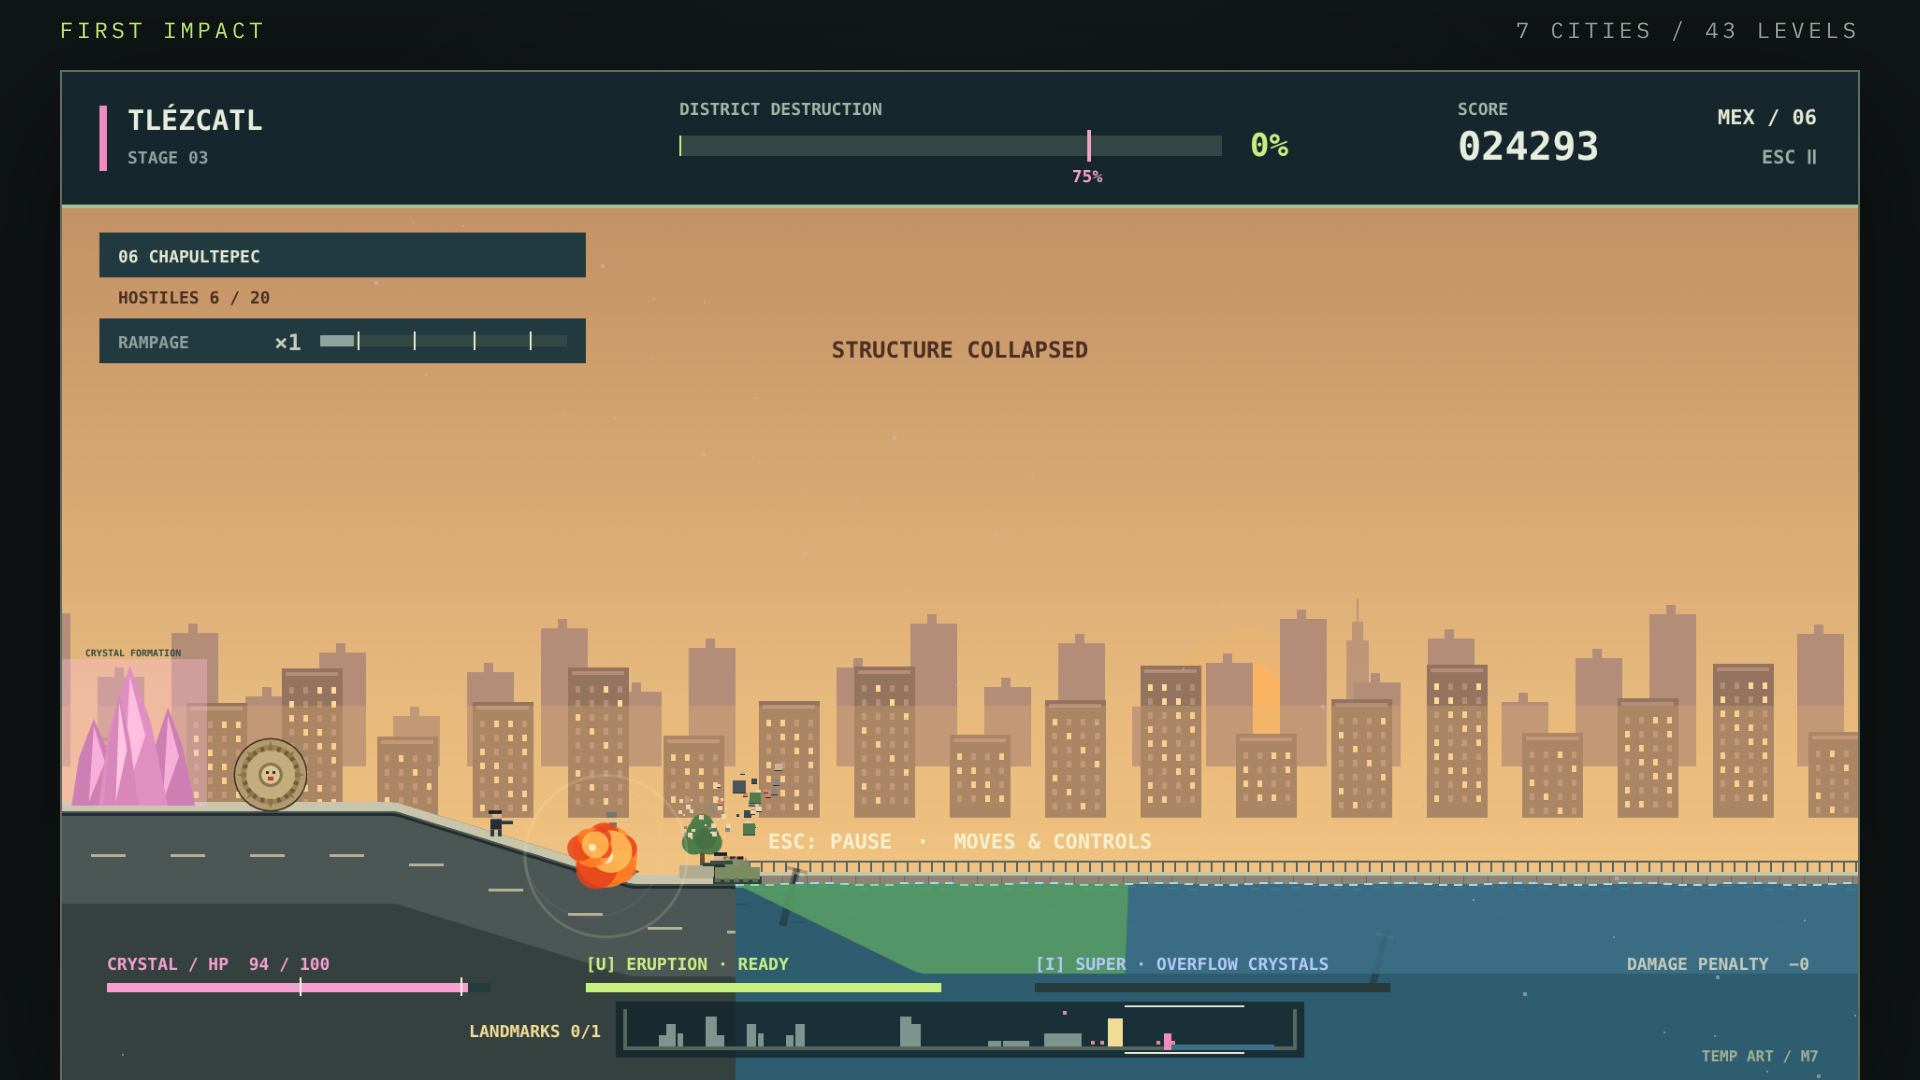 FIRST IMPACT
7 CITIES / 43 LEVELS
TLÉZCATL
STAGE 03
DISTRICT DESTRUCTION
0%
75%
SCORE
024293
MEX / 06
ESC II
06 CHAPULTEPEC
HOSTILES 6 / 20
RAMPAGE ×1
STRUCTURE COLLAPSED
CRYSTAL FORMATION
ESC: PAUSE · MOVES & CONTROLS
CRYSTAL / HP 94 / 100
[U] ERUPTION · READY
[I] SUPER · OVERFLOW CRYSTALS
DAMAGE PENALTY −0
LANDMARKS 0/1
TEMP ART / M7